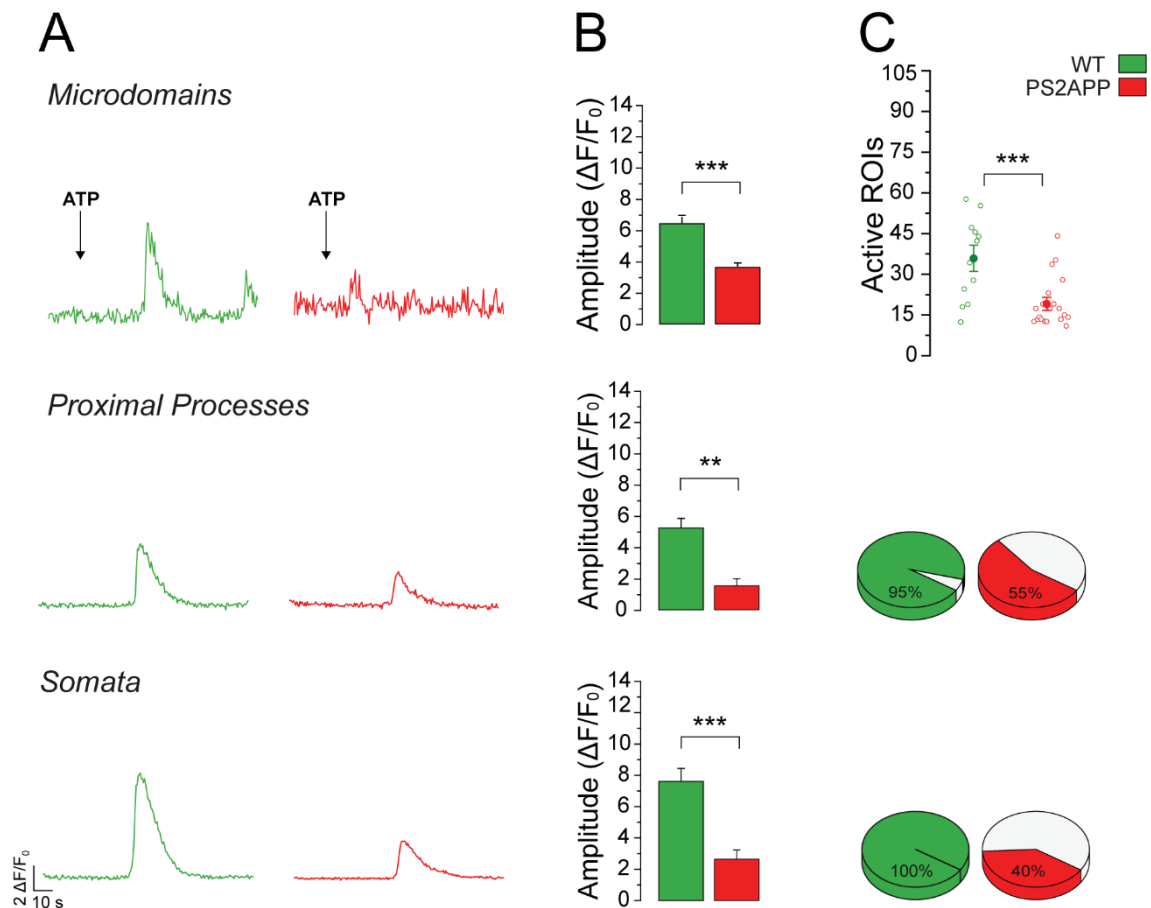 A
B
C
WT
PS2APP
Microdomains
ATP
ATP
Amplitude (ΔF/F₀)
14
12
10
8
6
4
2
0
***
Active ROIs
105
90
75
60
45
30
15
0
***
Proximal Processes
Amplitude (ΔF/F₀)
14
12
10
8
6
4
2
0
**
95%
55%
Somata
2 ΔF/F₀
10 s
Amplitude (ΔF/F₀)
14
12
10
8
6
4
2
0
***
100%
40%